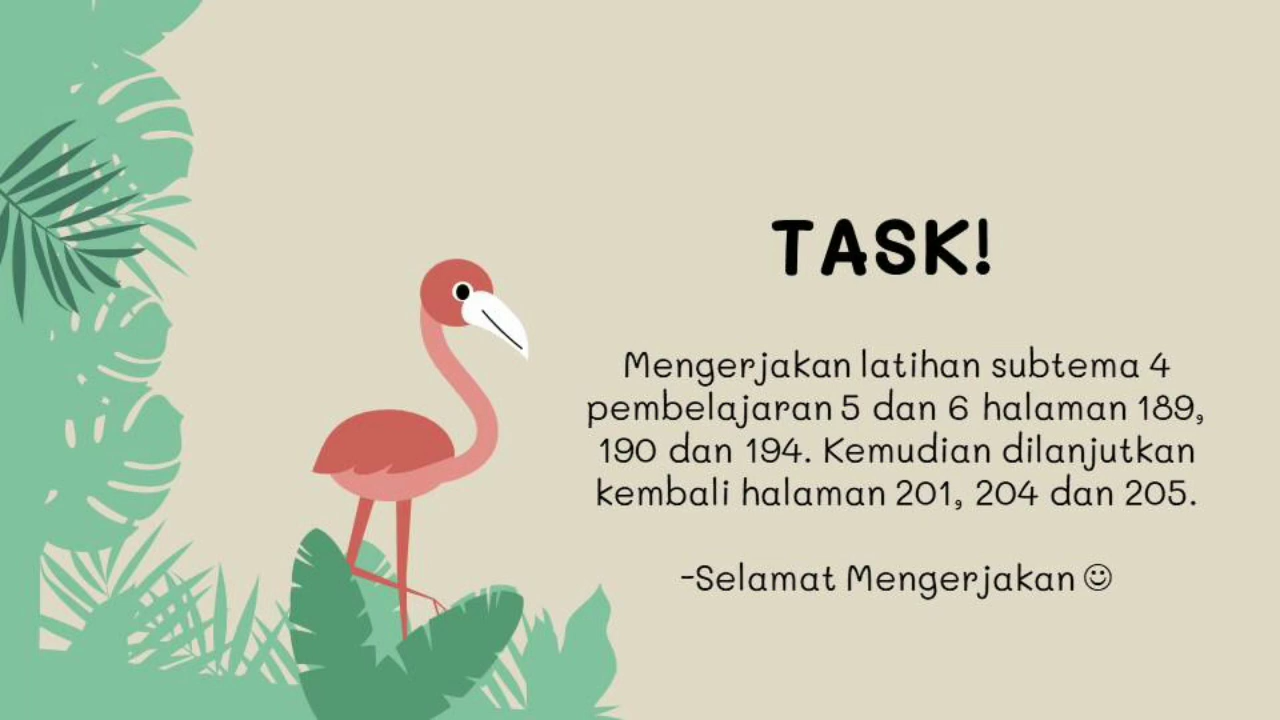 TASK!
Mengerjakan latihan subtema 4
pembelajaran 5 dan 6 halaman 189,
190 dan 194. Kemudian dilanjutkan
kembali halaman 201, 204 dan 205.
-Selamat Mengerjakan ☺